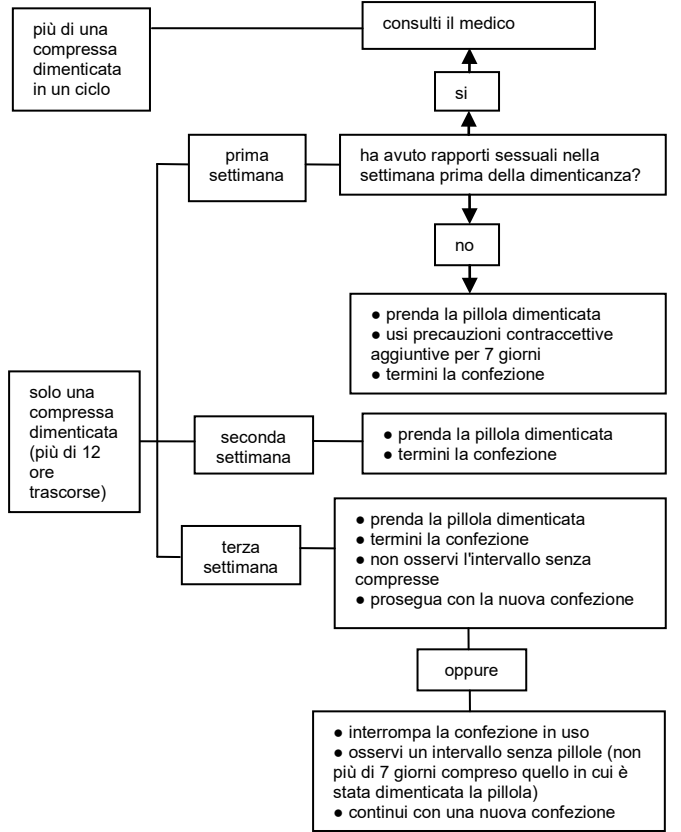 più di una
compressa
dimenticata
in un ciclo
consulti il medico
si
prima
settimana
ha avuto rapporti sessuali nella
settimana prima della dimenticanza?
no
● prenda la pillola dimenticata
● usi precauzioni contraccettive
aggiuntive per 7 giorni
● termini la confezione
solo una
compressa
dimenticata
(più di 12
ore
trascorse)
seconda
settimana
● prenda la pillola dimenticata
● termini la confezione
terza
settimana
● prenda la pillola dimenticata
● termini la confezione
● non osservi l'intervallo senza
compresse
● prosegua con la nuova confezione
oppure
● interrompa la confezione in uso
● osservi un intervallo senza pillole (non
più di 7 giorni compreso quello in cui è
stata dimenticata la pillola)
● continui con una nuova confezione